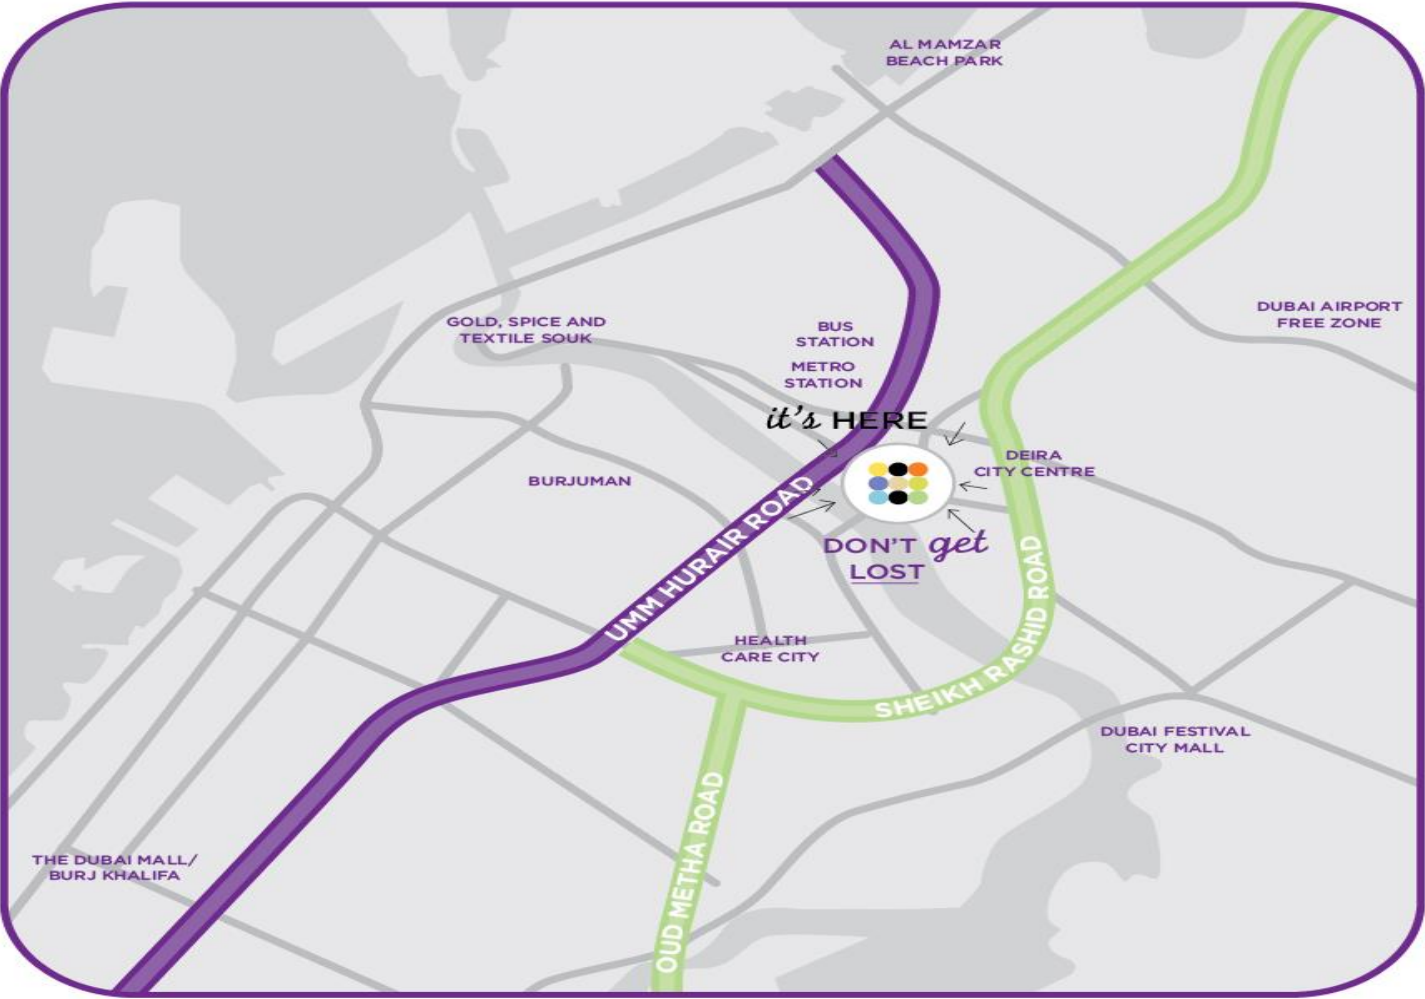 AL MAMZAR
BEACH PARK
DUBAI AIRPORT
FREE ZONE
GOLD, SPICE AND
TEXTILE SOUK
BUS
STATION
METRO
STATION
it's HERE
DEIRA
CITY CENTRE
BURJUMAN
UMM HURAIR ROAD
DON'T get
LOST
SHEIKH RASHID ROAD
HEALTH
CARE CITY
DUBAI FESTIVAL
CITY MALL
OUD METHA ROAD
THE DUBAI MALL/
BURJ KHALIFA